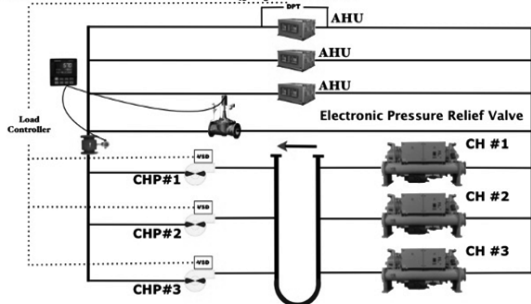 DPT
AHU
AHU
AHU
Load
Controller
Electronic Pressure Relief Valve
VSD
CHP#1
CH #1
VSD
CHP#2
CH #2
VSD
CHP#3
CH #3